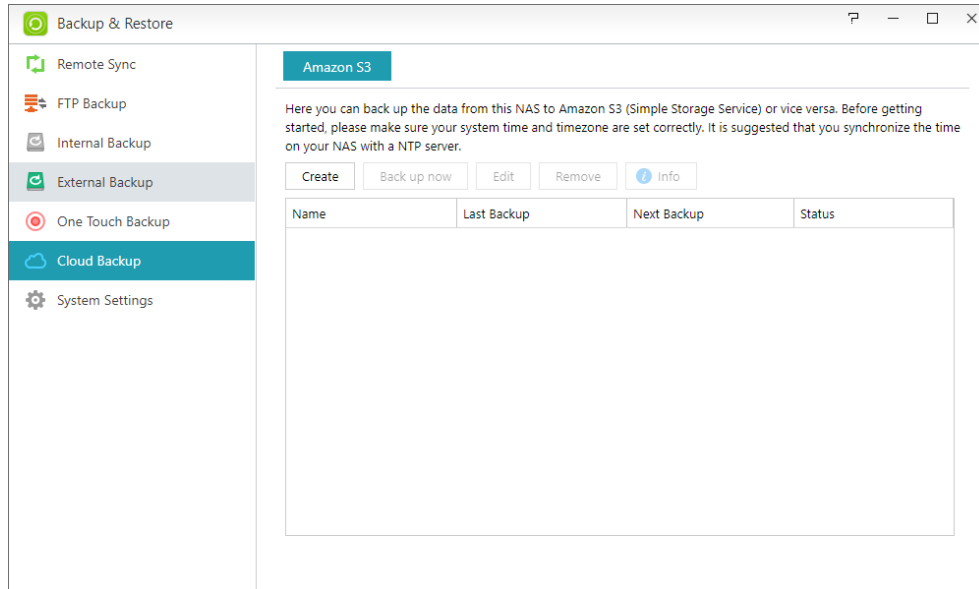 Backup & Restore
Remote Sync
FTP Backup
Internal Backup
External Backup
One Touch Backup
Cloud Backup
System Settings
Amazon S3
Here you can back up the data from this NAS to Amazon S3 (Simple Storage Service) or vice versa. Before getting
started, please make sure your system time and timezone are set correctly. It is suggested that you synchronize the time
on your NAS with a NTP server.
Create Back up now Edit Remove Info
Name Last Backup Next Backup Status